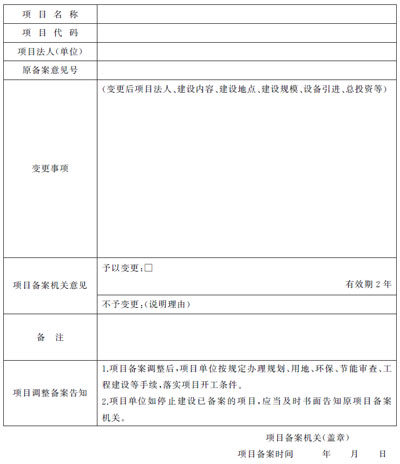 项目名称
项目代码
项目法人(单位)
原备案意见号
变更事项
(变更后项目法人、建设内容、建设地点、建设规模、设备引进、总投资等)
项目备案机关意见
予以变更:□
有效期2年
不予变更:(说明理由)
备 注
项目调整备案告知
1.项目备案调整后,项目单位按规定办理规划、用地、环保、节能审查、工
程建设等手续,落实项目开工条件。
2.项目单位如停止建设已备案的项目,应当及时书面告知原项目备案
机关。
项目备案机关(盖章)
项目备案时间 年 月 日